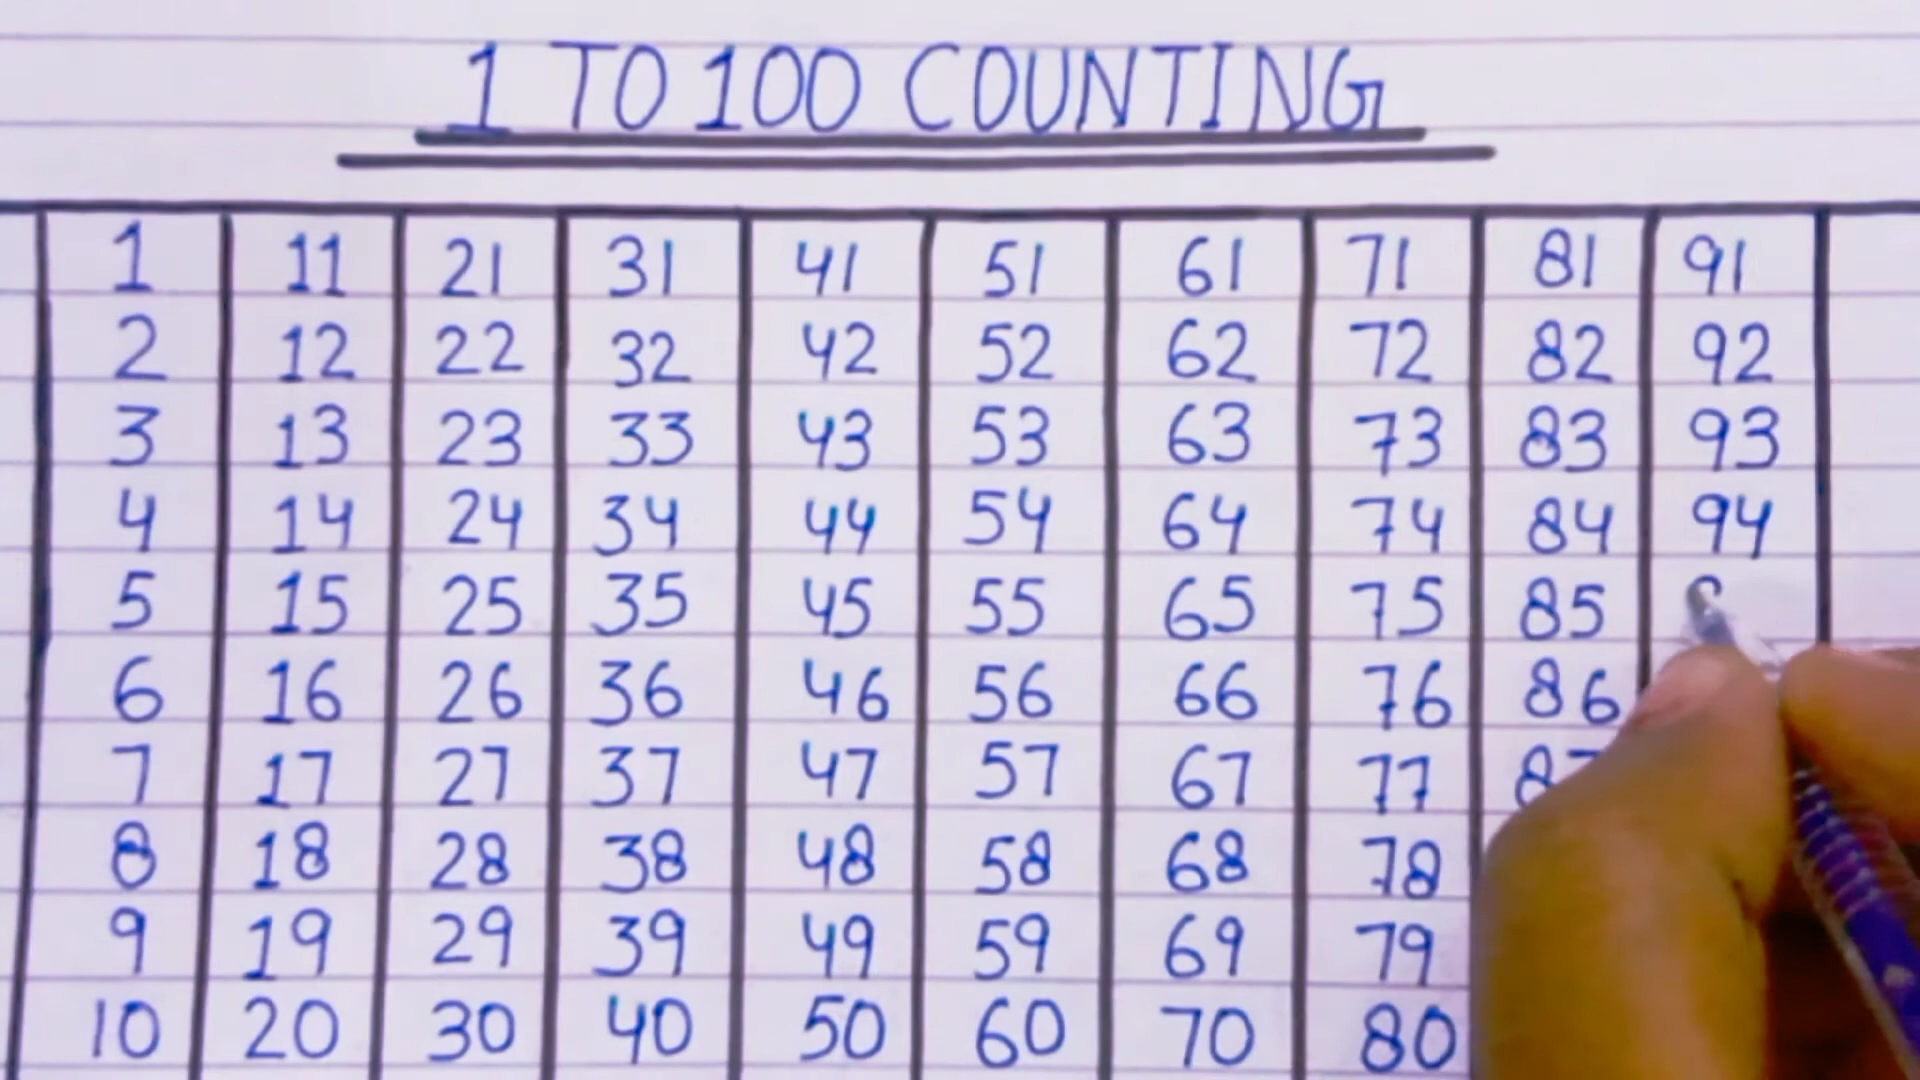 1 TO 100 COUNTING
1 11 21 31 41 51 61 71 81 91
2 12 22 32 42 52 62 72 82 92
3 13 23 33 43 53 63 73 83 93
4 14 24 34 44 54 64 74 84 94
5 15 25 35 45 55 65 75 85
6 16 26 36 46 56 66 76 86
7 17 27 37 47 57 67 77 87
8 18 28 38 48 58 68 78
9 19 29 39 49 59 69 79
10 20 30 40 50 60 70 80